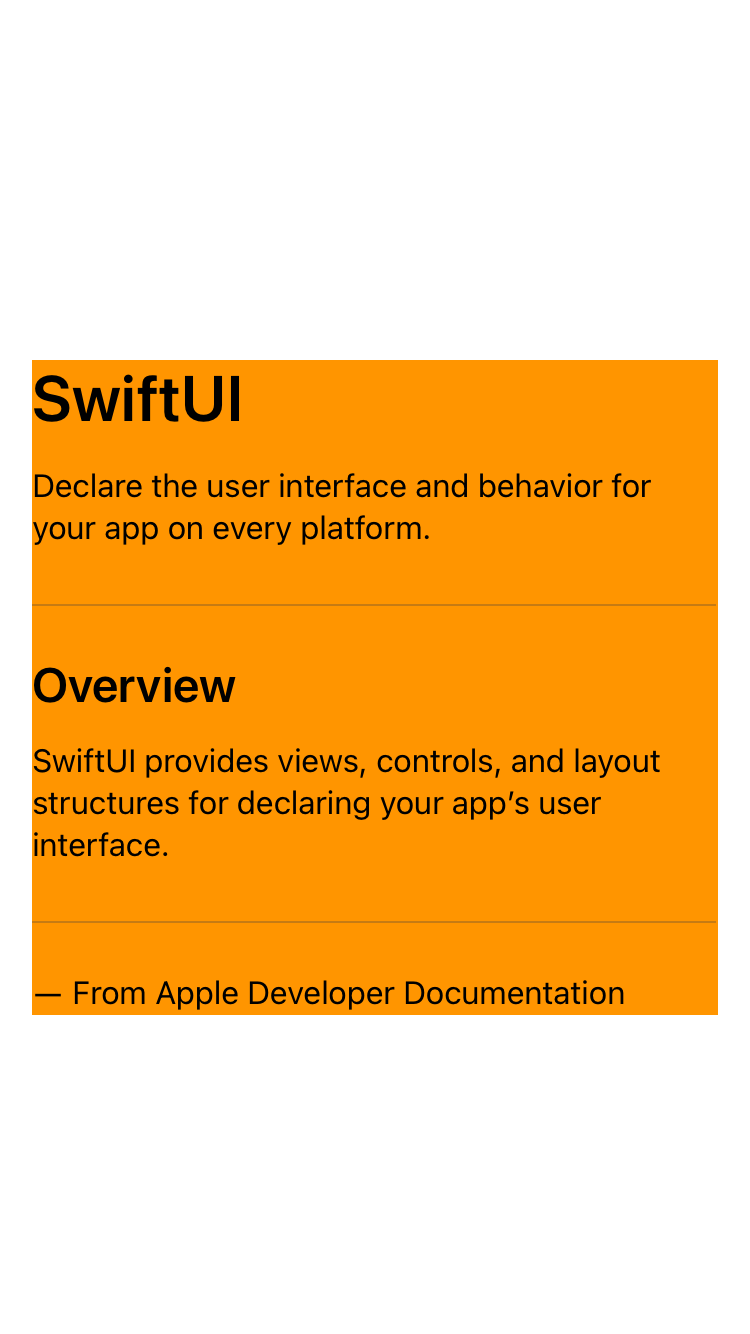 SwiftUI
Declare the user interface and behavior for
your app on every platform.
Overview
SwiftUI provides views, controls, and layout
structures for declaring your app’s user
interface.
— From Apple Developer Documentation